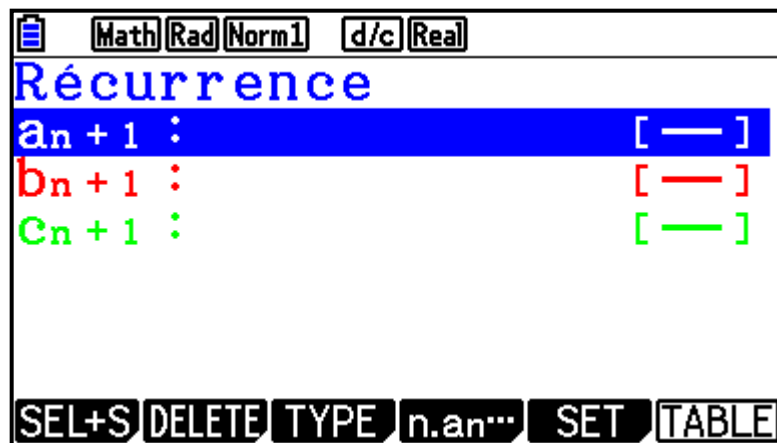 Math Rad Norm1 d/c Real
Récurrence
an+1 : [—]
bn+1 : [—]
cn+1 : [—]
SEL+S DELETE TYPE n.an… SET TABLE